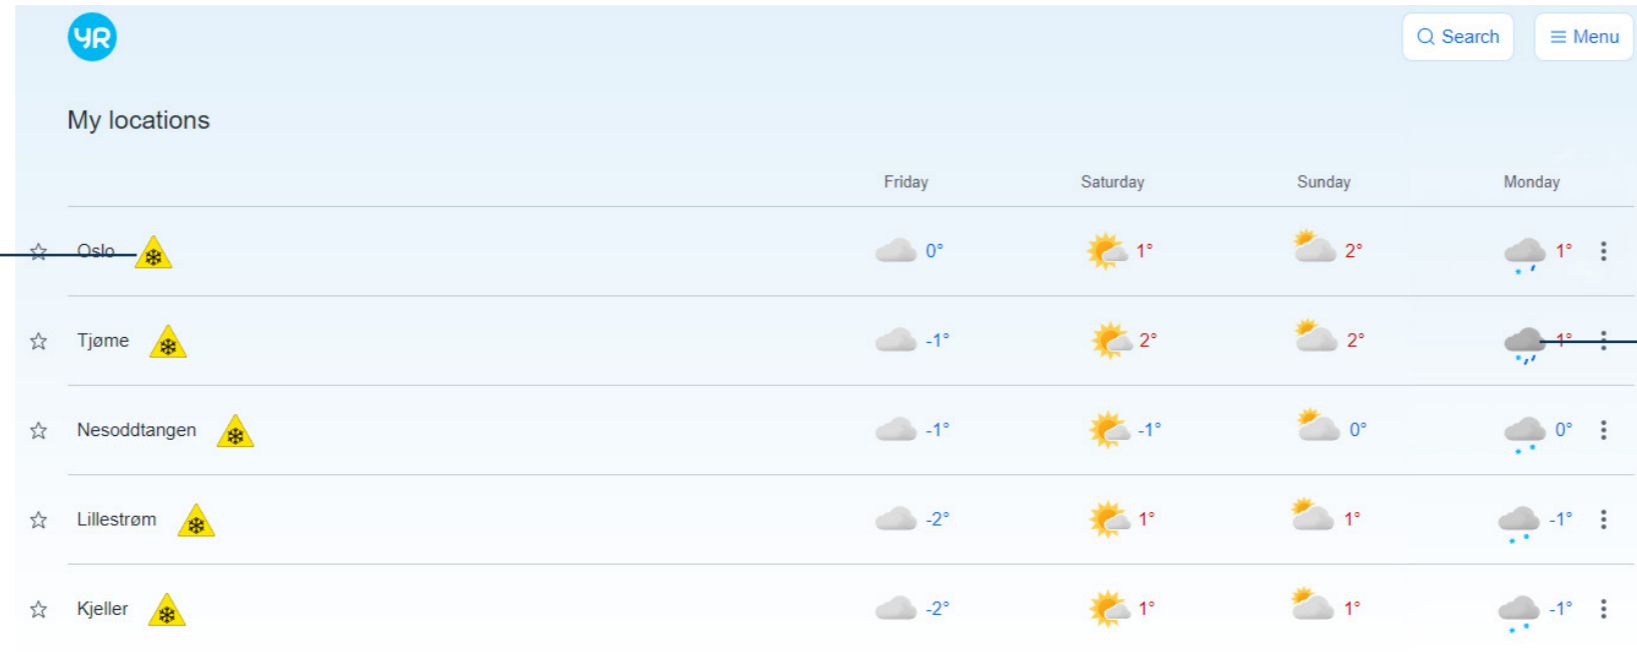 YR
Search
Menu
My locations
Friday Saturday Sunday Monday
Oslo 0° 1° 2° 1°
Tjøme -1° 2° 2° 1°
Nesoddtangen -1° -1° 0° 0°
Lillestrøm -2° 1° 1° -1°
Kjeller -2° 1° 1° -1°